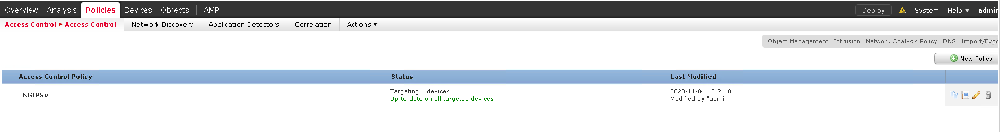 Overview Analysis Policies Devices Objects AMP Deploy 1 System Help ▼ admin
Access Control ▸ Access Control Network Discovery Application Detectors Correlation Actions ▼
Object Management Intrusion Network Analysis Policy DNS Import/Expo
New Policy
Access Control Policy Status Last Modified
NGIPSv Targeting 1 devices. 2020-11-04 15:21:01
Up-to-date on all targeted devices Modified by "admin"